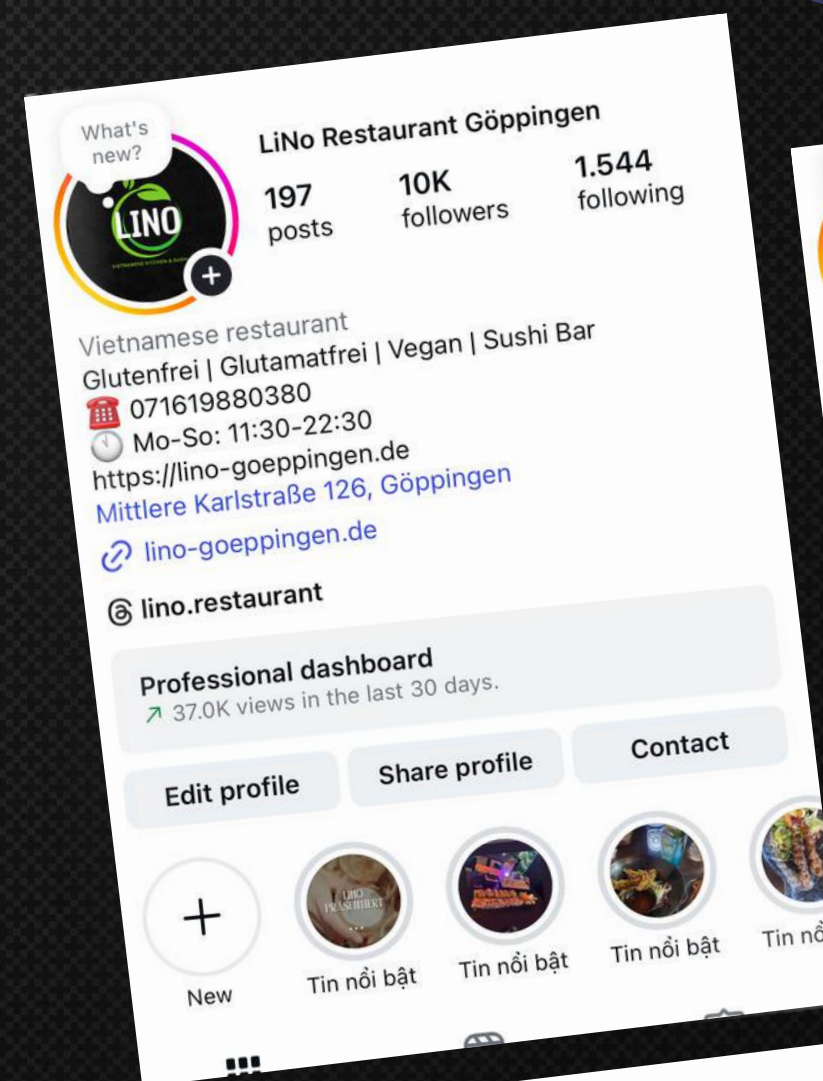 What's
new?
LINO
LiNo Restaurant Göppingen
197
posts
10K
followers
1.544
following
Vietnamese restaurant
Glutenfrei | Glutamatfrei | Vegan | Sushi Bar
☎️ 071619880380
🕚 Mo-So: 11:30-22:30
https://lino-goeppingen.de
Mittlere Karlstraße 126, Göppingen
lino-goeppingen.de
lino.restaurant
Professional dashboard
37.0K views in the last 30 days.
Edit profile
Share profile
Contact
LINO
PRÄSENTIERT
New
Tin nổi bật
Tin nổi bật
Tin nổi bật
Tin